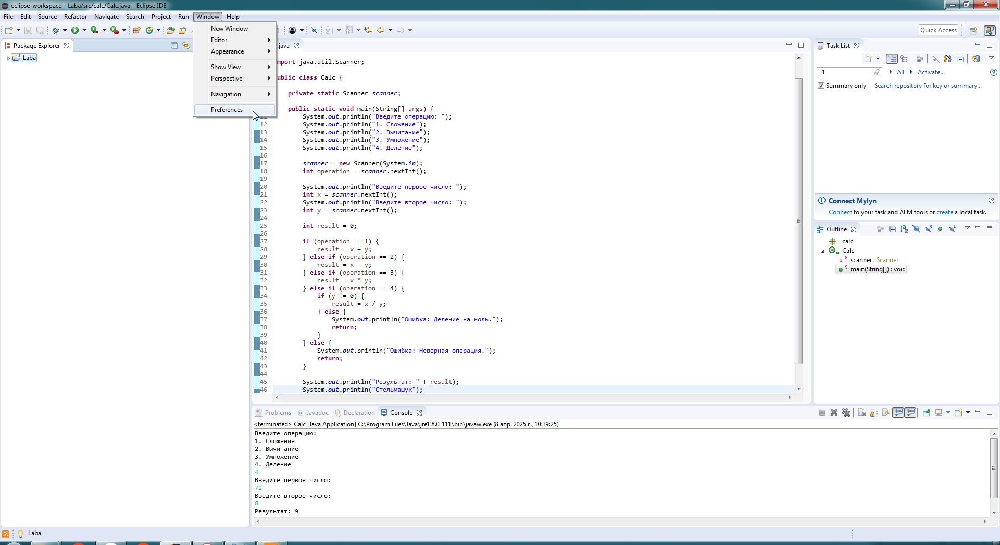 eclipse-workspace - Laba/src/calc/Calc.java - Eclipse IDE
File Edit Source Refactor Navigate Search Project Run Window Help
Quick Access
New Window
Editor
Appearance
Show View
Perspective
Navigation
Preferences
Package Explorer
Laba
.java
mport java.util.Scanner;
ublic class Calc {
private static Scanner scanner;
public static void main(String[] args) {
11 System.out.println("Введите операцию: ");
12 System.out.println("1. Сложение");
13 System.out.println("2. Вычитание");
14 System.out.println("3. Умножение");
15 System.out.println("4. Деление");
16
17 scanner = new Scanner(System.in);
18 int operation = scanner.nextInt();
19
20 System.out.println("Введите первое число: ");
21 int x = scanner.nextInt();
22 System.out.println("Введите второе число: ");
23 int y = scanner.nextInt();
24
25 int result = 0;
26
27 if (operation == 1) {
28 result = x + y;
29 } else if (operation == 2) {
30 result = x - y;
31 } else if (operation == 3) {
32 result = x * y;
33 } else if (operation == 4) {
34 if (y != 0) {
35 result = x / y;
36 } else {
37 System.out.println("Ошибка: Деление на ноль.");
38 return;
39 }
40 } else {
41 System.out.println("Ошибка: Неверная операция.");
42 return;
43 }
44
45 System.out.println("Результат: " + result);
46 System.out.println("Стельмашук");
Task List
1 All Activate...
Summary only Search repository for key or summary...
Connect Mylyn
Connect to your task and ALM tools or create a local task.
Outline
calc
Calc
scanner : Scanner
main(String[]) : void
Problems Javadoc Declaration Console
<terminated> Calc [Java Application] C:\Program Files\Java\jre1.8.0_111\bin\javaw.exe (8 апр. 2025 г., 10:39:25)
Введите операцию:
1. Сложение
2. Вычитание
3. Умножение
4. Деление
4
Введите первое число:
72
Введите второе число:
8
Результат: 9
Laba